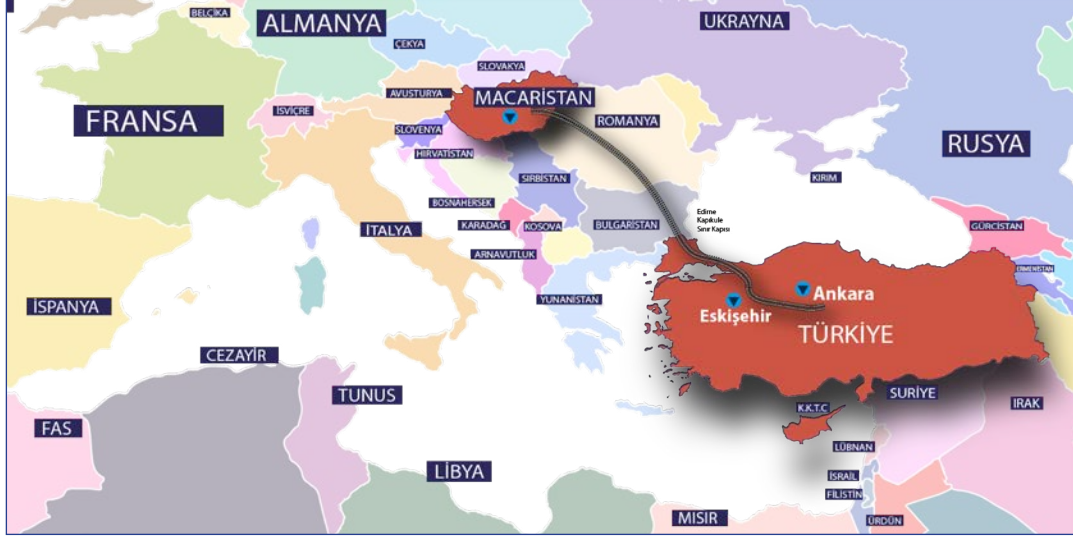 BELÇİKA
ALMANYA
UKRAYNA
ÇEKYA
SLOVAKYA
FRANSA
İSVİÇRE
AVUSTURYA
MACARİSTAN
ROMANYA
RUSYA
SLOVENYA
HIRVATİSTAN
SIRBİSTAN
KIRIM
BOSNAHERSEK
İTALYA
KARADAĞ
KOSOVA
BULGARİSTAN
Edirne
Kapıkule
Sınır Kapısı
GÜRCİSTAN
ARNAVUTLUK
ERMENİSTAN
İSPANYA
YUNANİSTAN
Eskişehir
Ankara
TÜRKİYE
CEZAYİR
TUNUS
SURİYE
K.K.T.C
IRAK
FAS
LİBYA
LÜBNAN
İSRAİL
FİLİSTİN
MISIR
ÜRDÜN